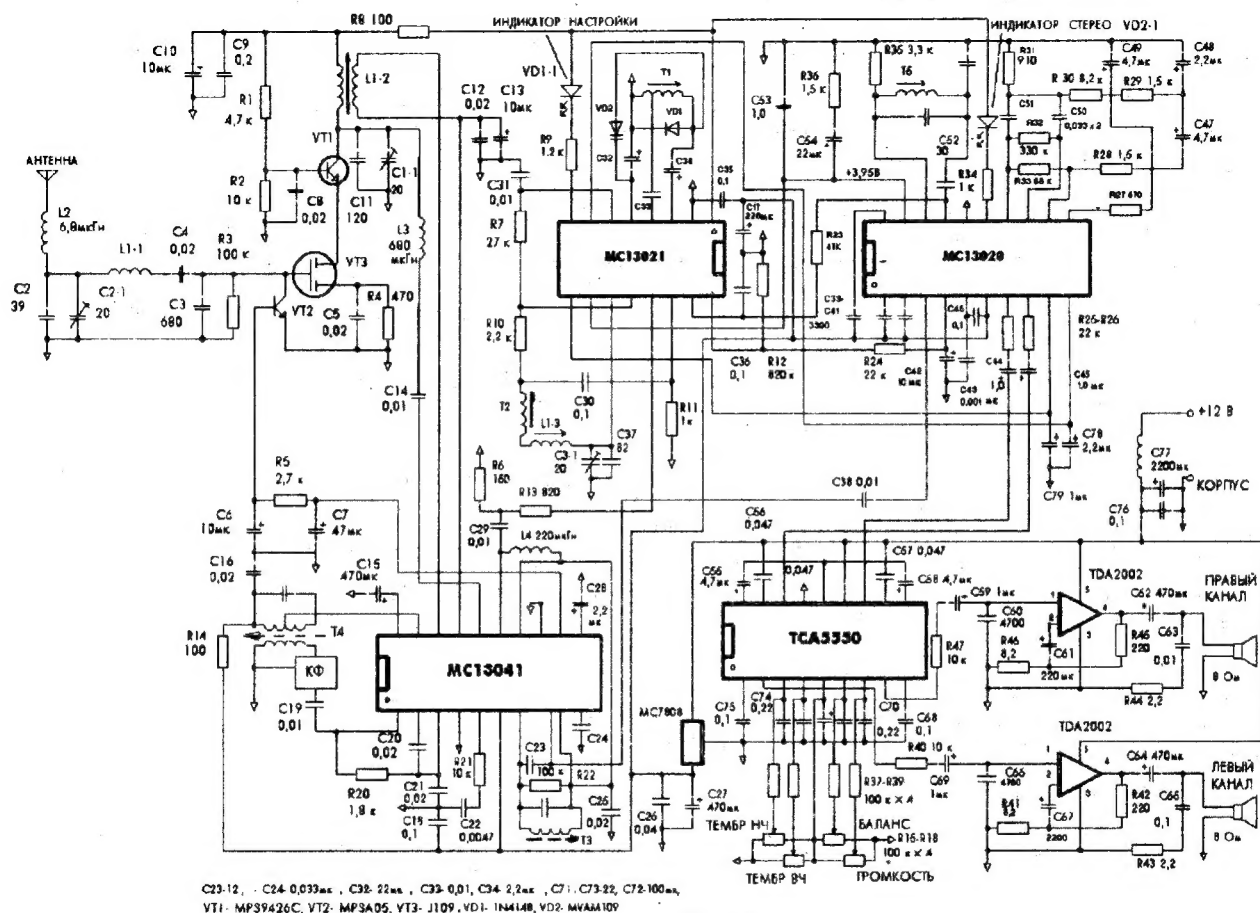 ИНДИКАТОР НАСТРОЙКИ
ИНДИКАТОР СТЕРЕО VD2-1
R8 100
C10
10мк
C9
0,2
L1-2
VD1-1
C12
0,02
C13
10мк
R1
4,7 к
VT1
R9
1,2к
VD2
T1
VD1
C32
C34
C33
C53
1,0
R36
1,5 к
C54
22мк
R35 3,3 к
T6
C52
30
R34
1 к
R31
910
C51
R32
330 к
C50
0,033 x 2
R33 68 к
R 30 8,2 к
R29 1,5 к
C49
4,7мк
C48
2,2мк
C47
4,7мк
R28 1,5 к
R27 470
+3,95В
АНТЕННА
L2
6,8мкГн
R2
10 к
C8
0,02
C11
120
C1-1
20
C31
0,01
R7
27 к
C35
0,1
C17
220мк
MC13021
MC13020
L1-1
C4
0,02
R3
100 к
VT3
L3
680
мкГн
C2
39
C2-1
20
C3
680
VT2
C5
0,02
R4
470
R10
2,2 к
C41
3300
C46
0,1
R25-R26
22 к
C36
0,1
R12
820 к
R24
22 к
C42
10 мк
C43
0,001 мк
C44
1,0
C45
1,0 мк
C14
0,01
T2
C30
0,1
L1-3
C3-1
20
C37
82
R11
1к
+12 В
C78
2,2мк
C79 1мк
C77
2200мк
КОРПУС
C76
0,1
R5
2,7 к
R6
R13 820
C38 0,01
C6
10мк
C7
47мк
C29
0,01
L4 220мкГн
C56
0,047
C57 0,047
0,047
4,7мк
C58 4,7мк
C59 1мк
C16
0,02
C15
470мк
C28
2,2
мк
TDA2002
ПРАВЫЙ
КАНАЛ
C62 470мк
C60
4700
R46
8,2
C61
220мк
R45
220
C63
0,01
R44 2,2
8 Ом
R14
100
T4
КФ
MC13041
TCA5550
R47
10 к
MC7808
C19
0,01
C20
0,02
C75
0,1
C74
0,22
C70
0,22
C68
0,1
TDA2002
R21
10 к
C23
100 к
R22
C24
R40 10 к
C69
1мк
C64 470мк
ЛЕВЫЙ
КАНАЛ
R20
1,8 к
C21
0,02
C18
0,1
C22
0,0047
T3
C25
0,02
C26
0,04
C27
470мк
R37-R39
100 к × 4
R41
8,2
C67
2200
R42
220
0,1
8 Ом
R43 2,2
ТЕМБР НЧ
БАЛАНС
R15-R18
100 к × 4
ТЕМБР ВЧ
ГРОМКОСТЬ
C23-12, C24- 0,033мк, C32- 22мк, C33- 0,01, C34- 2,2мк, C71, C73-22, C72-100мк,
VT1- MPS9426C, VT2- MPSA05, VT3- J109, VD1- 1N4148, VD2- MVAM109